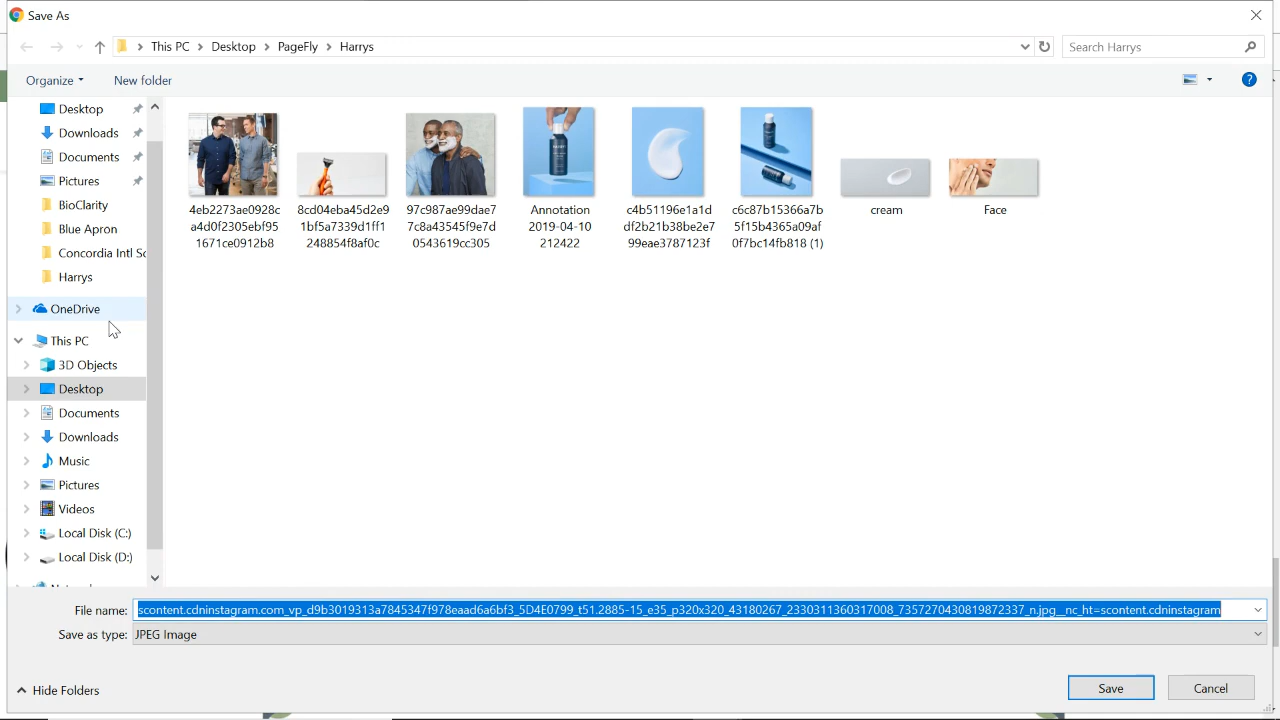 Save As
This PC > Desktop > PageFly > Harrys
Search Harrys
Organize
New folder
Desktop
Downloads
Documents
Pictures
BioClarity
Blue Apron
Concordia Intl Sc
Harrys
OneDrive
This PC
3D Objects
Desktop
Documents
Downloads
Music
Pictures
Videos
Local Disk (C:)
Local Disk (D:)
4eb2273ae0928c
a4d0f2305ebf95
1671ce0912b8
8cd04eba45d2e9
1bf5a7339d1ff1
248854f8af0c
97c987ae99dae7
7c8a43545f9e7d
0543619cc305
Annotation
2019-04-10
212422
c4b51196e1a1d
df2b21b38be2e7
99eae3787123f
c6c87b15366a7b
5f15b4365a09af
0f7bc14fb818 (1)
cream
Face
File name: scontent.cdninstagram.com_vp_d9b3019313a7845347f978eaad6a6bf3_5D4E0799_t51.2885-15_e35_p320x320_43180267_2330311360317008_7357270430819872337_n.jpg__nc_ht=scontent.cdninstagram
Save as type: JPEG Image
Hide Folders
Save
Cancel